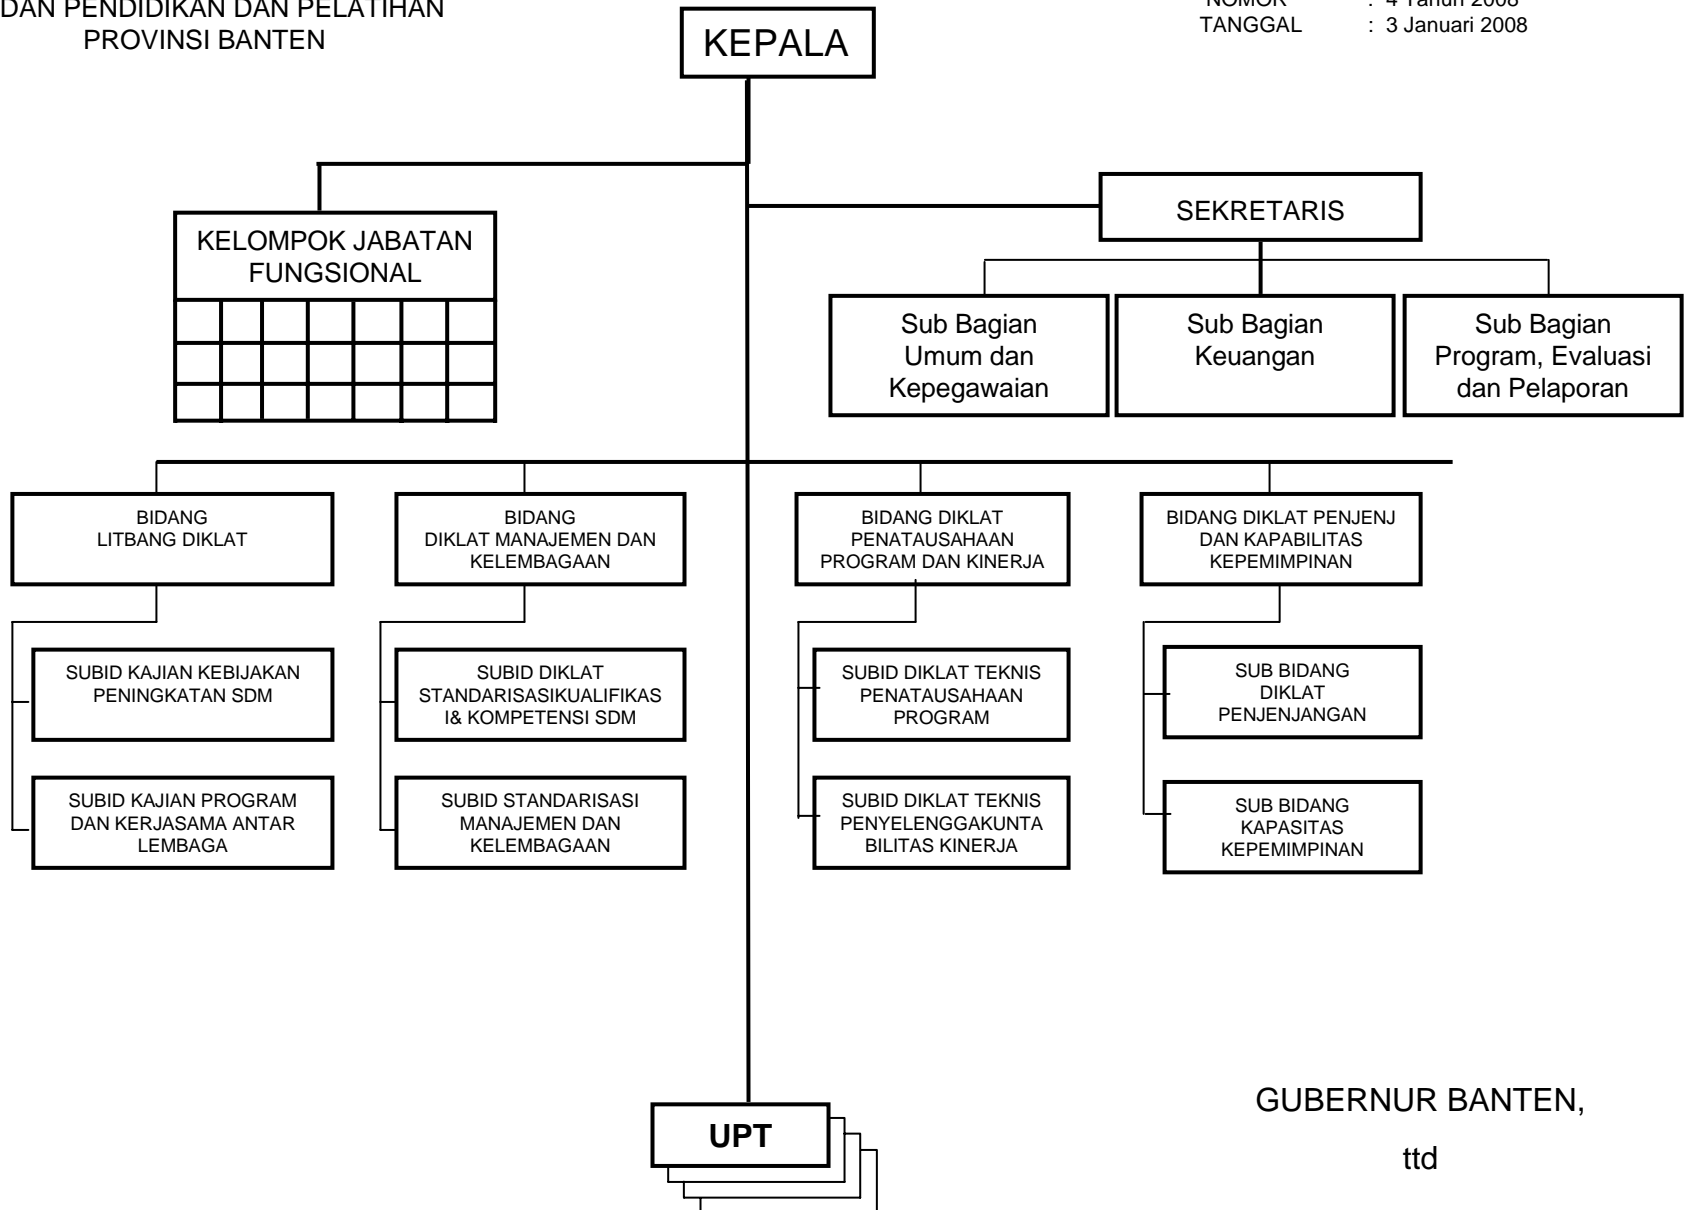 DAN PENDIDIKAN DAN PELATIHAN
PROVINSI BANTEN
NOMOR : 4 Tahun 2008
TANGGAL : 3 Januari 2008
KEPALA
SEKRETARIS
KELOMPOK JABATAN
FUNGSIONAL
Sub Bagian
Umum dan
Kepegawaian
Sub Bagian
Keuangan
Sub Bagian
Program, Evaluasi
dan Pelaporan
BIDANG
LITBANG DIKLAT
BIDANG
DIKLAT MANAJEMEN DAN
KELEMBAGAAN
BIDANG DIKLAT
PENATAUSAHAAN
PROGRAM DAN KINERJA
BIDANG DIKLAT PENJENJ
DAN KAPABILITAS
KEPEMIMPINAN
SUBID KAJIAN KEBIJAKAN
PENINGKATAN SDM
SUBID DIKLAT
STANDARISASIKUALIFIKAS
I& KOMPETENSI SDM
SUBID DIKLAT TEKNIS
PENATAUSAHAAN
PROGRAM
SUB BIDANG
DIKLAT
PENJENJANGAN
SUBID KAJIAN PROGRAM
DAN KERJASAMA ANTAR
LEMBAGA
SUBID STANDARISASI
MANAJEMEN DAN
KELEMBAGAAN
SUBID DIKLAT TEKNIS
PENYELENGGAKUNTA
BILITAS KINERJA
SUB BIDANG
KAPASITAS
KEPEMIMPINAN
UPT
GUBERNUR BANTEN,
ttd